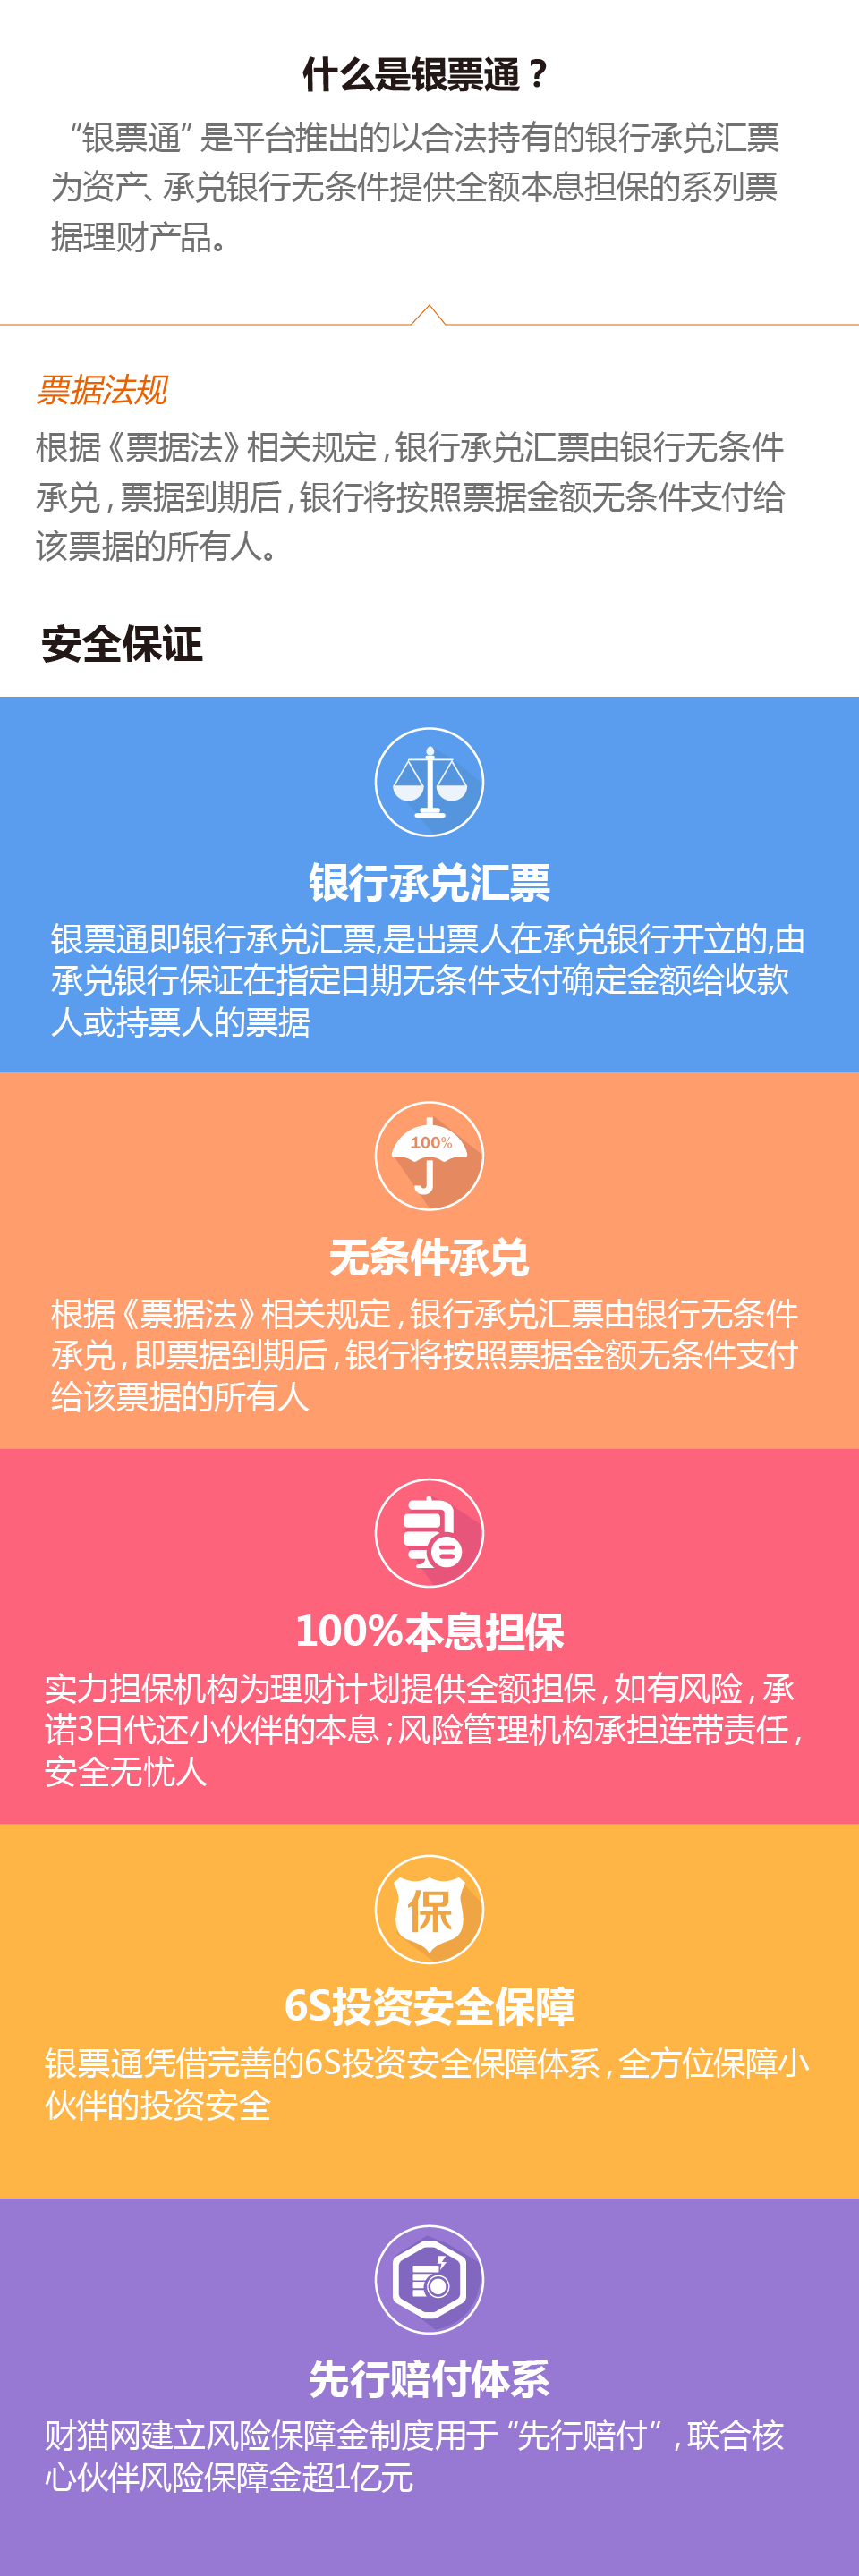 什么是银票通？
“银票通”是平台推出的以合法持有的银行承兑汇票
为资产、承兑银行无条件提供全额本息担保的系列票
据理财产品。
票据法规
根据《票据法》相关规定，银行承兑汇票由银行无条件
承兑，票据到期后，银行将按照票据金额无条件支付给
该票据的所有人。
安全保证
银行承兑汇票
银票通即银行承兑汇票,是出票人在承兑银行开立的,由
承兑银行保证在指定日期无条件支付确定金额给收款
人或持票人的票据
100%
无条件承兑
根据《票据法》相关规定，银行承兑汇票由银行无条件
承兑，即票据到期后，银行将按照票据金额无条件支付
给该票据的所有人
100%本息担保
实力担保机构为理财计划提供全额担保，如有风险，承
诺3日代还小伙伴的本息；风险管理机构承担连带责任，
安全无忧人
保
6S投资安全保障
银票通凭借完善的6S投资安全保障体系，全方位保障小
伙伴的投资安全
先行赔付体系
财猫网建立风险保障金制度用于“先行赔付”，联合核
心伙伴风险保障金超1亿元